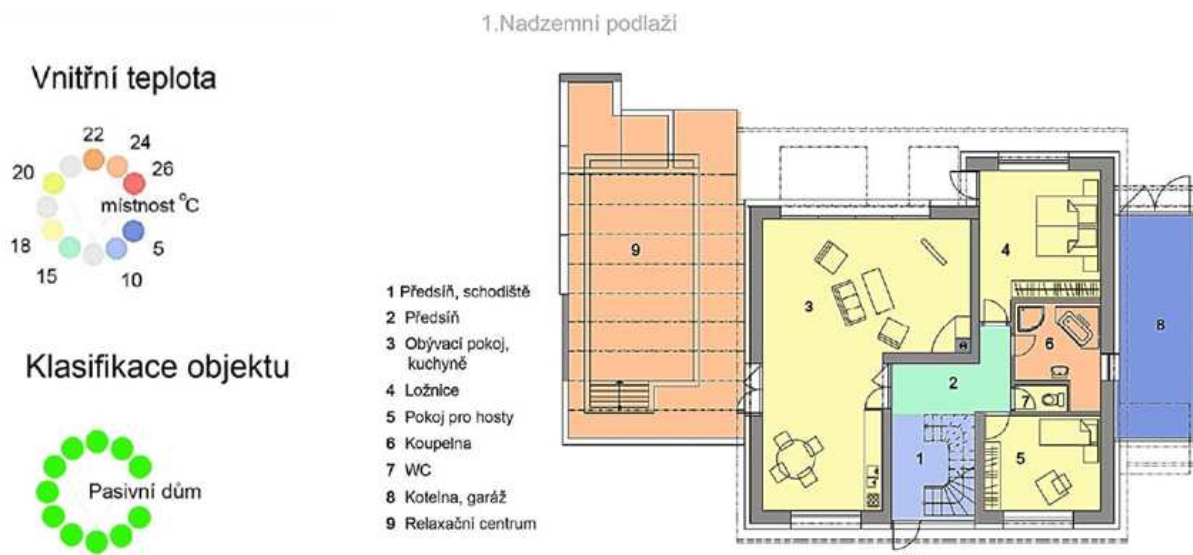 1.Nadzemní podlaží
Vnitřní teplota
22
24
20
26
místnost °C
18
5
15
10
Klasifikace objektu
Pasivní dům
1 Předsíň, schodiště
2 Předsíň
3 Obývací pokoj,
kuchyně
4 Ložnice
5 Pokoj pro hosty
6 Koupelna
7 WC
8 Kotelna, garáž
9 Relaxační centrum
9
3
4
8
6
2
7
1
5